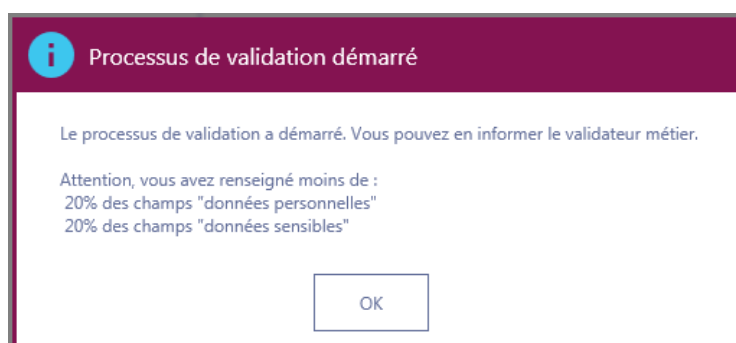 i
Processus de validation démarré
Le processus de validation a démarré. Vous pouvez en informer le validateur métier.
Attention, vous avez renseigné moins de :
20% des champs "données personnelles"
20% des champs "données sensibles"
OK